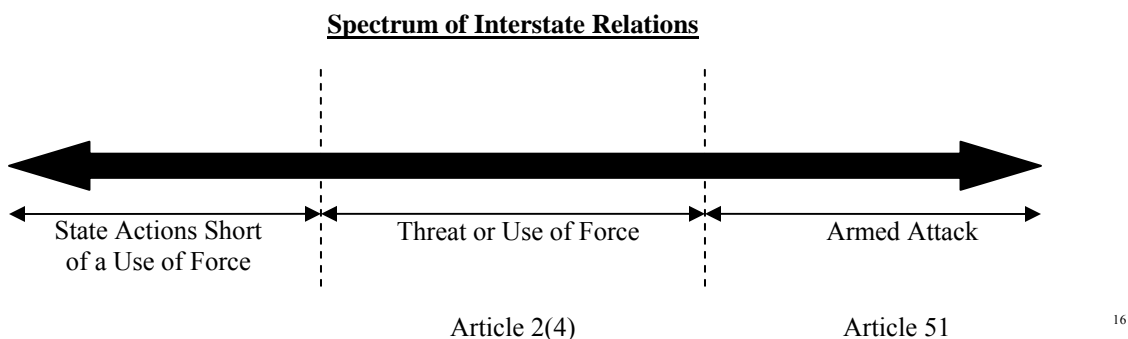 Spectrum of Interstate Relations
State Actions Short
of a Use of Force
Threat or Use of Force
Armed Attack
Article 2(4)
Article 51
16